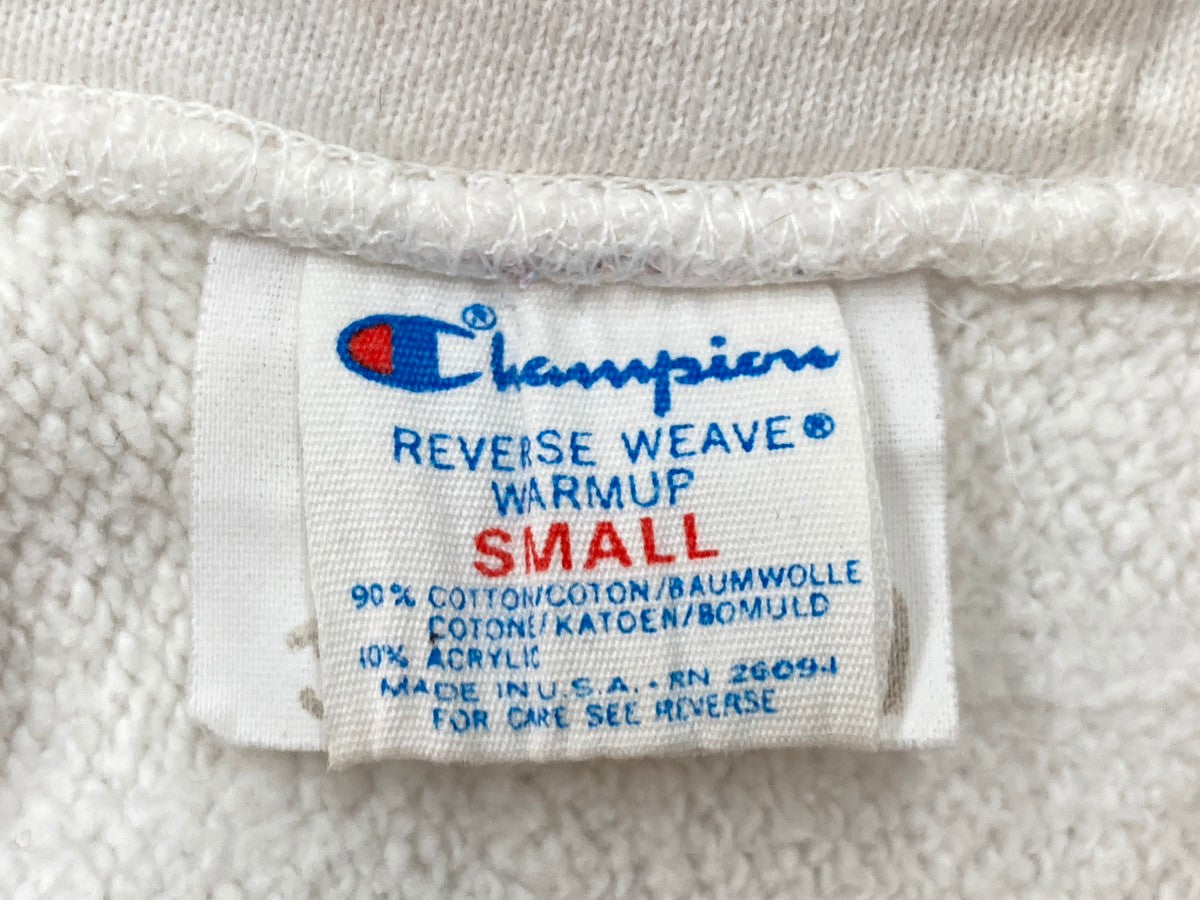 Champion®
REVERSE WEAVE®
WARMUP
SMALL
90% COTTON/COTON/BAUMWOLLE
COTONE/KATOEN/BOMULD
10% ACRYLIC
MADE IN U.S.A. - RN 26094
FOR CARE SEE REVERSE